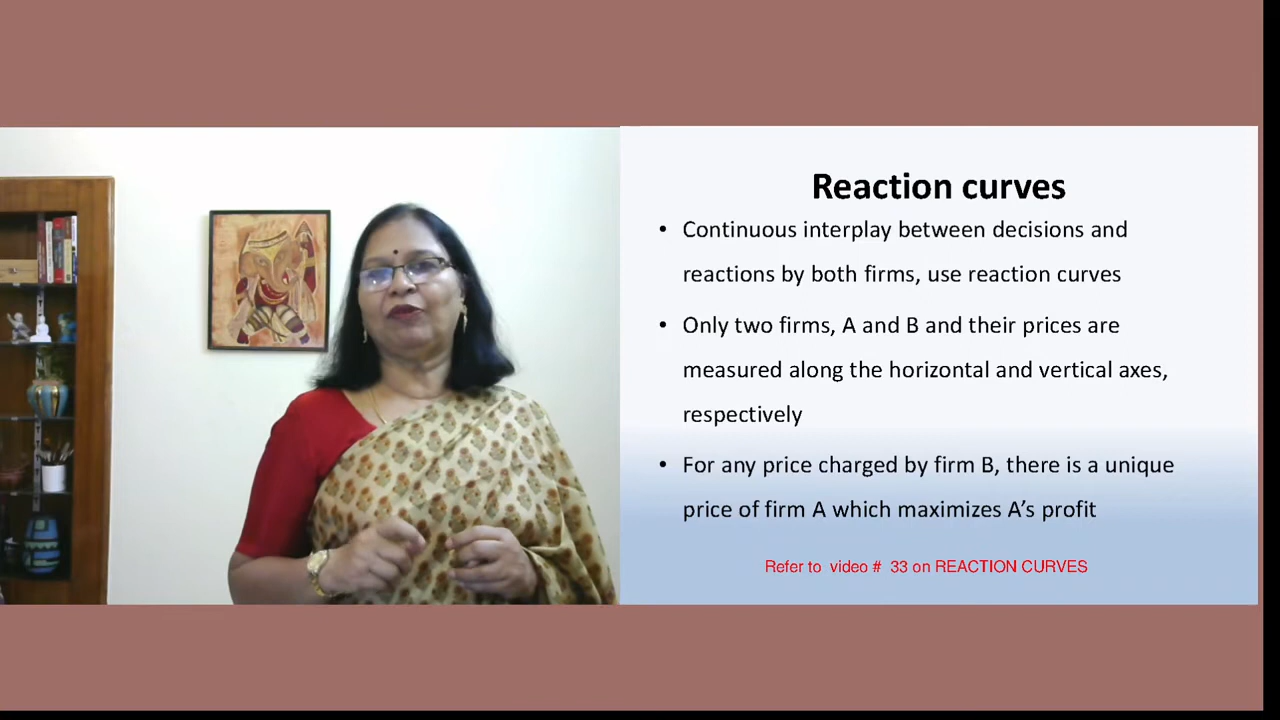 Reaction curves
• Continuous interplay between decisions and
reactions by both firms, use reaction curves
• Only two firms, A and B and their prices are
measured along the horizontal and vertical axes,
respectively
• For any price charged by firm B, there is a unique
price of firm A which maximizes A’s profit
Refer to video # 33 on REACTION CURVES